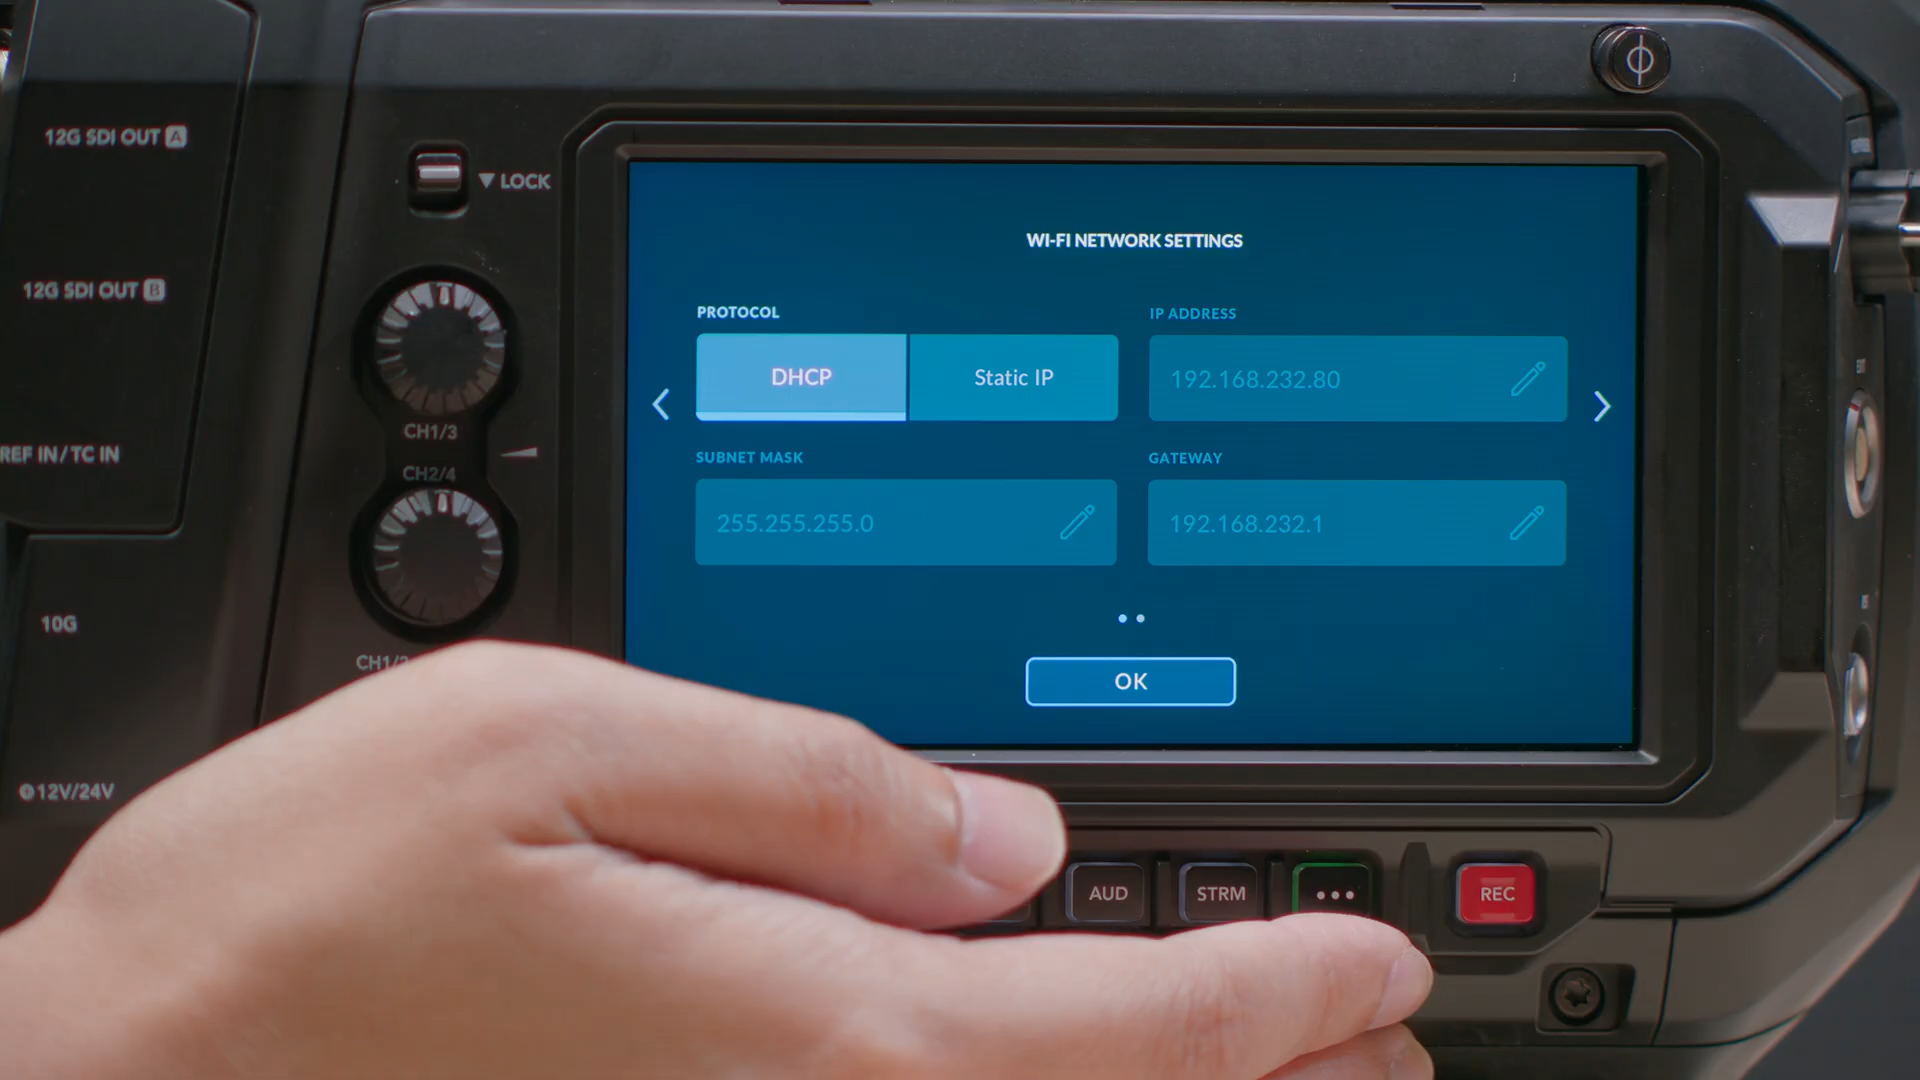 12G SDI OUT A
▼ LOCK
12G SDI OUT B
CH1/3
REF IN / TC IN
CH2/4
10G
12V/24V
WI-FI NETWORK SETTINGS
PROTOCOL
DHCP
Static IP
IP ADDRESS
192.168.232.80
SUBNET MASK
255.255.255.0
GATEWAY
192.168.232.1
OK
AUD
STRM
•••
REC